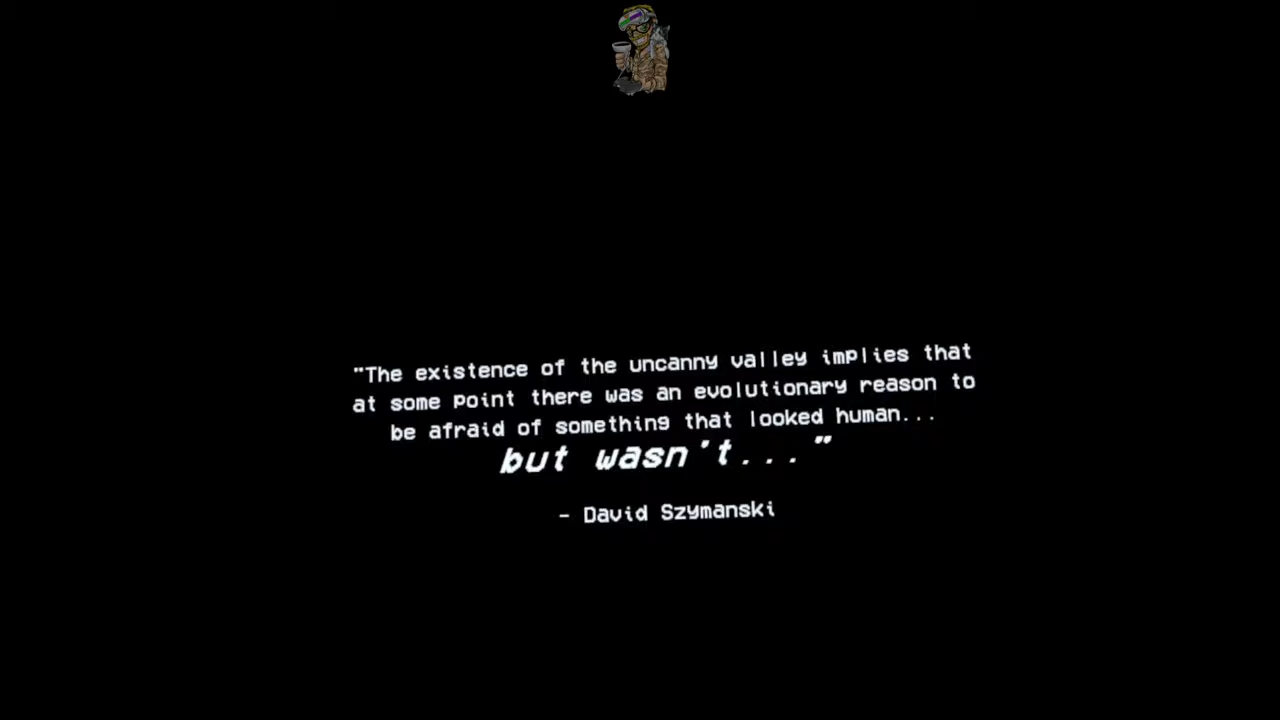 "The existence of the uncanny valley implies that
at some point there was an evolutionary reason to
be afraid of something that looked human...
but wasn't..."
- David Szymanski